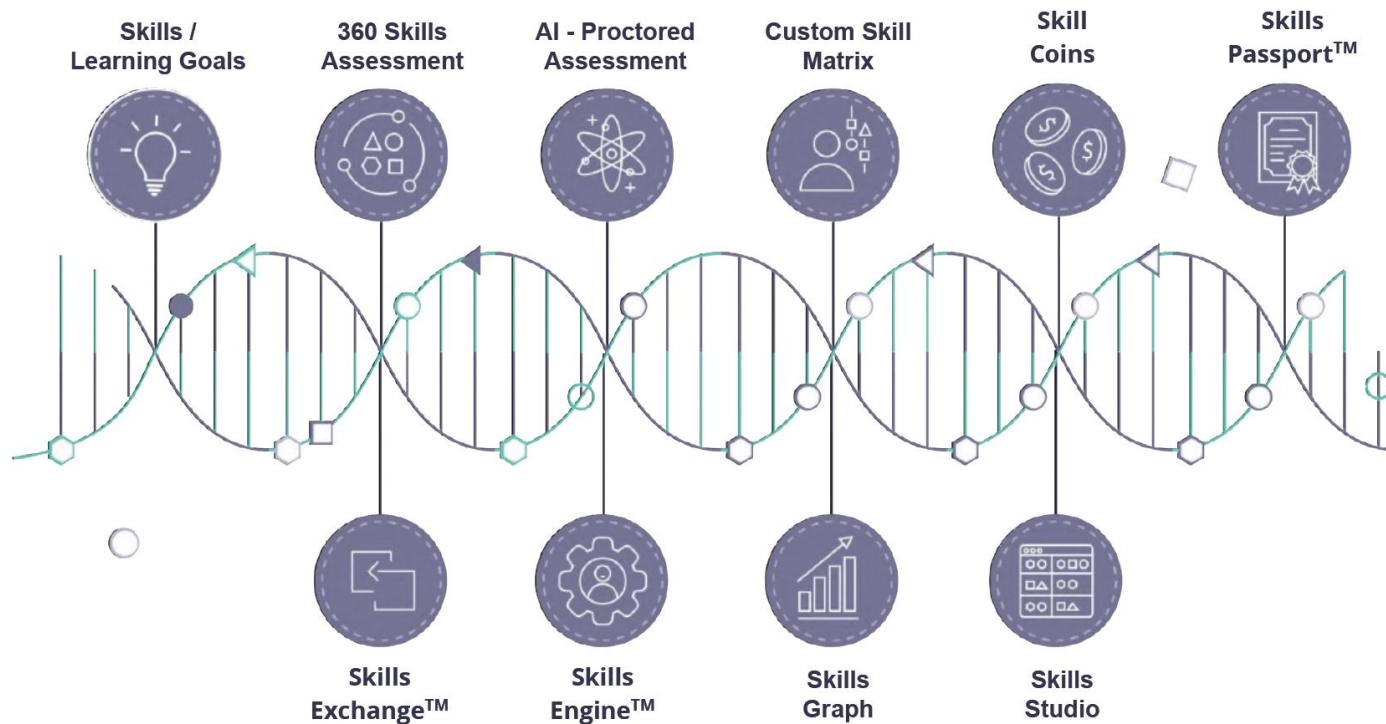 Skills /
Learning Goals
360 Skills
Assessment
AI - Proctored
Assessment
Custom Skill
Matrix
Skill
Coins
Skills
Passport™
Skills
Exchange™
Skills
Engine™
Skills
Graph
Skills
Studio